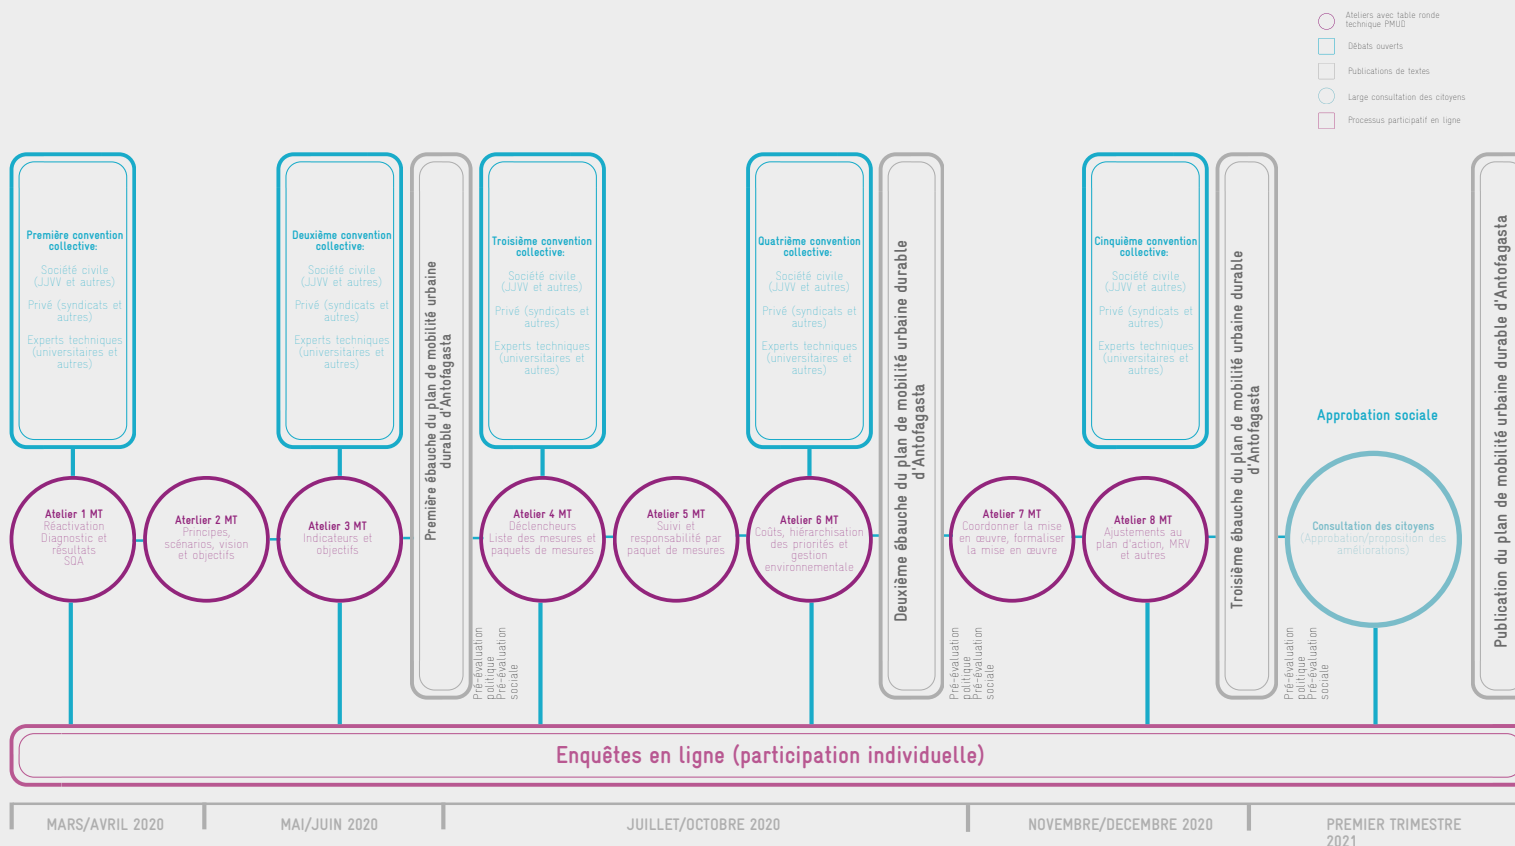 Ateliers avec table ronde
technique PMUD
Débats ouverts
Publications de textes
Large consultation des citoyens
Processus participatif en ligne
Première convention
collective:
Société civile
(JJVV et autres)
Privé (syndicats et
autres)
Experts techniques
(universitaires et
autres)
Deuxième convention
collective:
Société civile
(JJVV et autres)
Privé (syndicats et
autres)
Experts techniques
(universitaires et
autres)
Première ébauche du plan de mobilité urbaine
durable d'Antofagasta
Troisième convention
collective:
Société civile
(JJVV et autres)
Privé (syndicats et
autres)
Experts techniques
(universitaires et
autres)
Quatrième convention
collective:
Société civile
(JJVV et autres)
Privé (syndicats et
autres)
Experts techniques
(universitaires et
autres)
Deuxième ébauche du plan de mobilité urbaine durable
d'Antofagasta
Cinquième convention
collective:
Société civile
(JJVV et autres)
Privé (syndicats et
autres)
Experts techniques
(universitaires et
autres)
Troisième ébauche du plan de mobilité urbaine durable
d'Antofagasta
Approbation sociale
Publication du plan de mobilité urbaine durable d'Antofagasta
Atelier 1 MT
Réactivation
Diagnostic et
résultats
SQA
Aterlier 2 MT
Principes,
scénarios, vision
et objectifs
Atelier 3 MT
Indicateurs et
objectifs
Atelier 4 MT
Déclencheurs
Liste des mesures et
paquets de mesures
Atelier 5 MT
Suivi et
responsabilité par
paquet de mesures
Atelier 6 MT
Coûts, hiérarchisation
des priorités et
gestion
environnementale
Atelier 7 MT
Coordonner la mise
en œuvre, formaliser
la mise en œuvre
Atelier 8 MT
Ajustements au
plan d'action, MRV
et autres
Consultation des citoyens
(Approbation/proposition des
améliorations)
Pré-évaluation
politique
Pré-évaluation
sociale
Pré-évaluation
politique
Pré-évaluation
sociale
Pré-évaluation
politique
Pré-évaluation
sociale
Enquêtes en ligne (participation individuelle)
MARS/AVRIL 2020
MAI/JUIN 2020
JUILLET/OCTOBRE 2020
NOVEMBRE/DECEMBRE 2020
PREMIER TRIMESTRE
2021